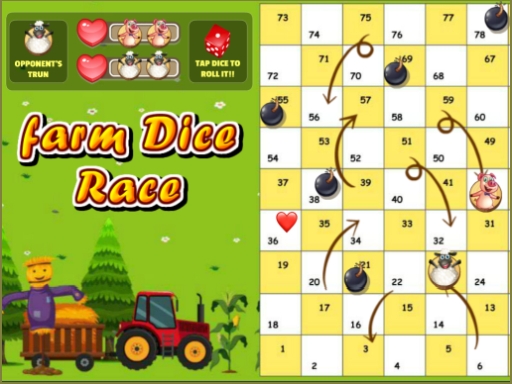 OPPONENT'S
TRUN
TAP DICE TO
ROLL IT!!
Farm Dice
Race
73 74 75 76 77 78
72 71 70 69 68 67
55 56 57 58 59 60
54 53 52 51 50 49
37 38 39 40 41
36 35 34 33 32 31
19 20 21 22 24
18 17 16 15 14 13
1 2 3 4 5 6